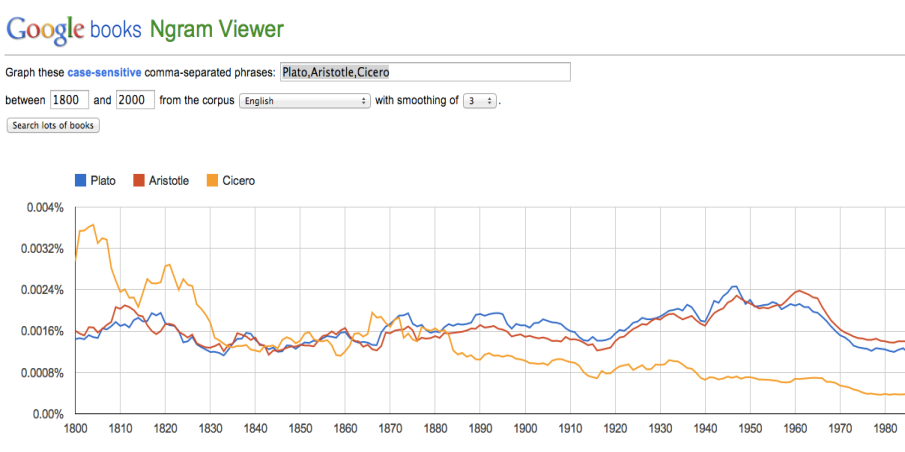 Google books Ngram Viewer
Graph these case-sensitive comma-separated phrases: Plato,Aristotle,Cicero
between 1800 and 2000 from the corpus English with smoothing of 3 .
Search lots of books
Plato Aristotle Cicero
0.004%
0.0032%
0.0024%
0.0016%
0.0008%
0.00%
1800 1810 1820 1830 1840 1850 1860 1870 1880 1890 1900 1910 1920 1930 1940 1950 1960 1970 1980